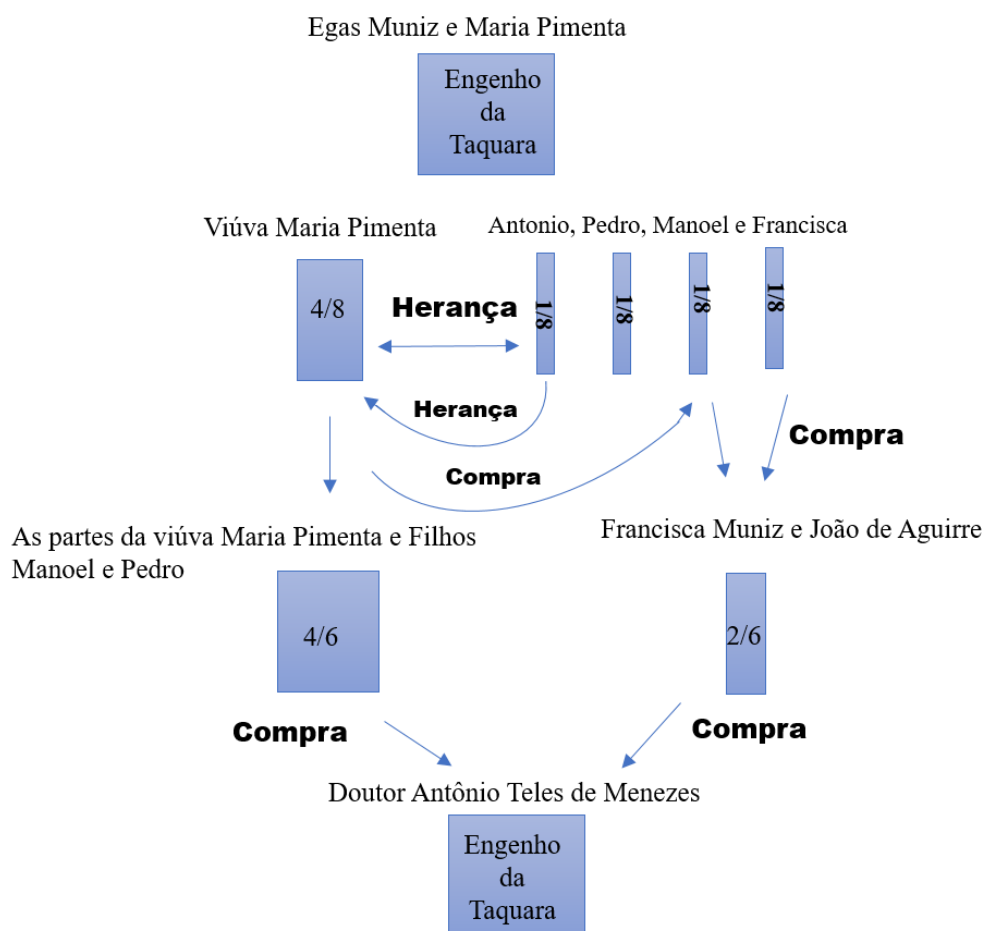 Egas Muniz e Maria Pimenta
Engenho
da
Taquara
Viúva Maria Pimenta
Antonio, Pedro, Manoel e Francisca
4/8
Herança
1/8
1/8
1/8
1/8
Herança
Compra
Compra
As partes da viúva Maria Pimenta e Filhos
Manoel e Pedro
Francisca Muniz e João de Aguirre
4/6
2/6
Compra
Compra
Doutor Antônio Teles de Menezes
Engenho
da
Taquara